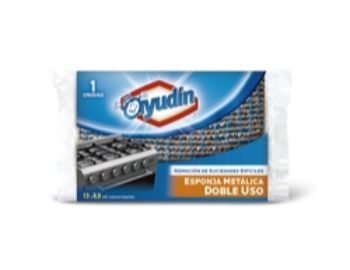 1
UNIDAD
Ayudín
REMOCIÓN DE SUCIEDADES DIFÍCILES
ESPONJA METÁLICA
DOBLE USO